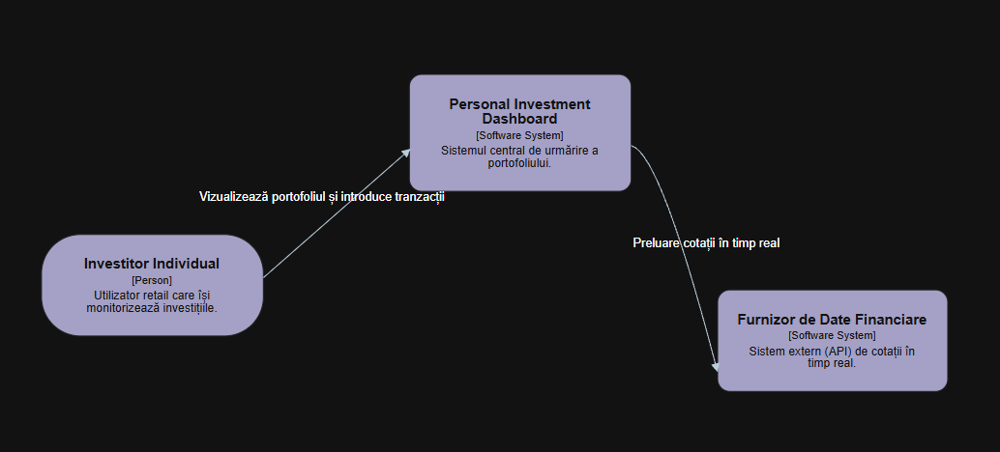 Personal Investment
Dashboard
[Software System]
Sistemul central de urmărire a
portofoliului.
Vizualizează portofoliul și introduce tranzacții
Preluare cotații în timp real
Investitor Individual
[Person]
Utilizator retail care își
monitorizează investițiile.
Furnizor de Date Financiare
[Software System]
Sistem extern (API) de cotații în
timp real.